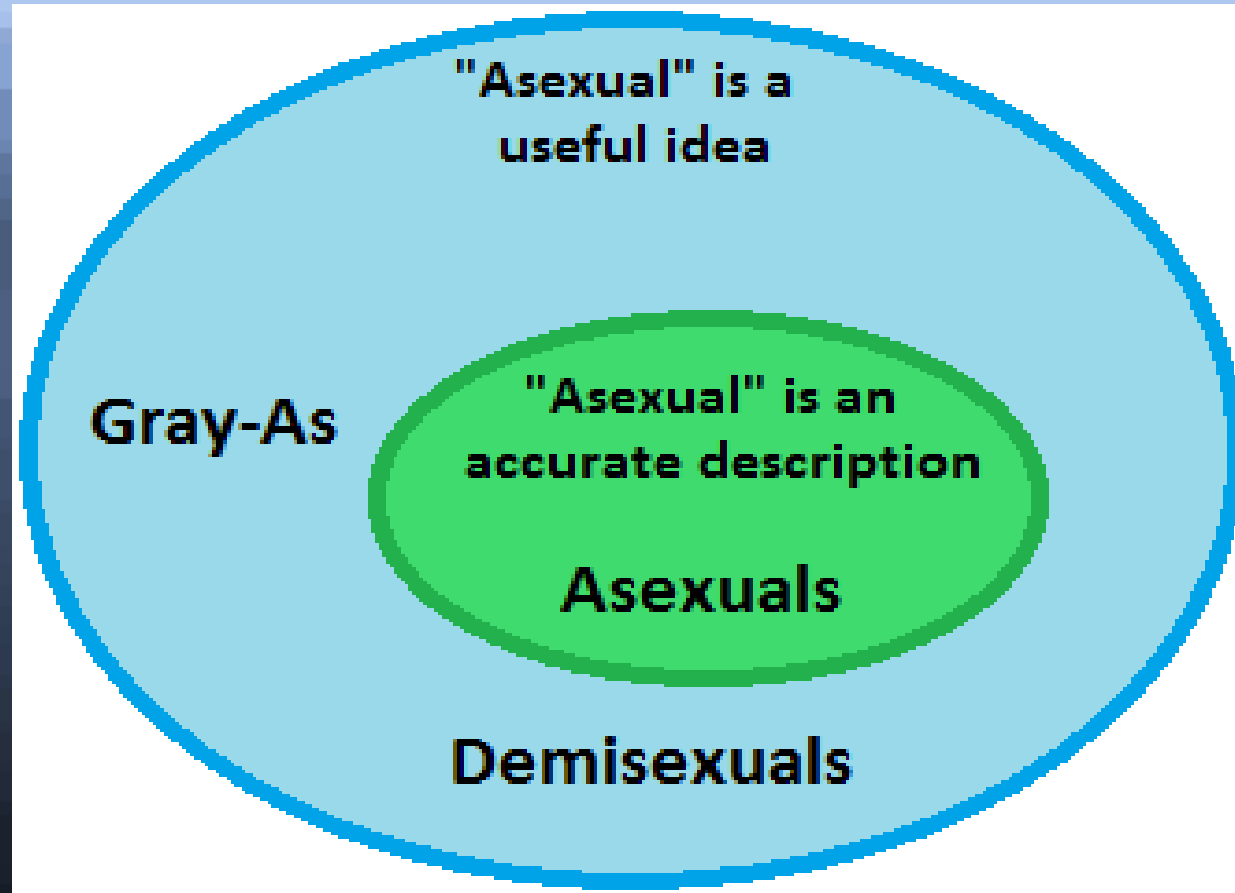 "Asexual" is a
useful idea
Gray-As
"Asexual" is an
accurate description
Asexuals
Demisexuals